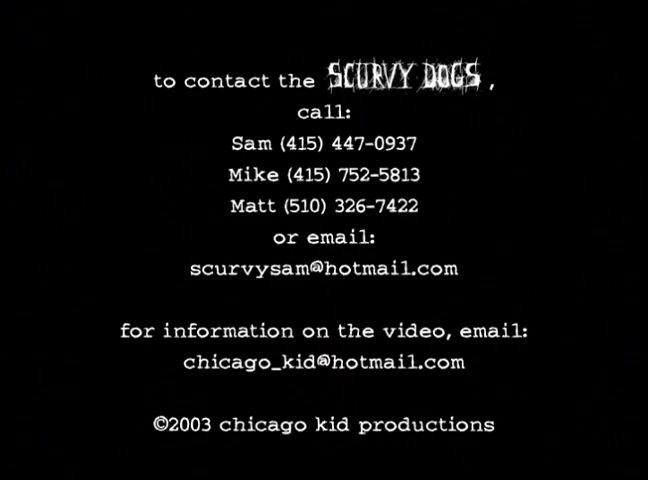 to contact the SCURVY DOGS,
call:
Sam (415) 447-0937
Mike (415) 752-5813
Matt (510) 326-7422
or email:
scurvysam@hotmail.com
for information on the video, email:
chicago_kid@hotmail.com
©2003 chicago kid productions